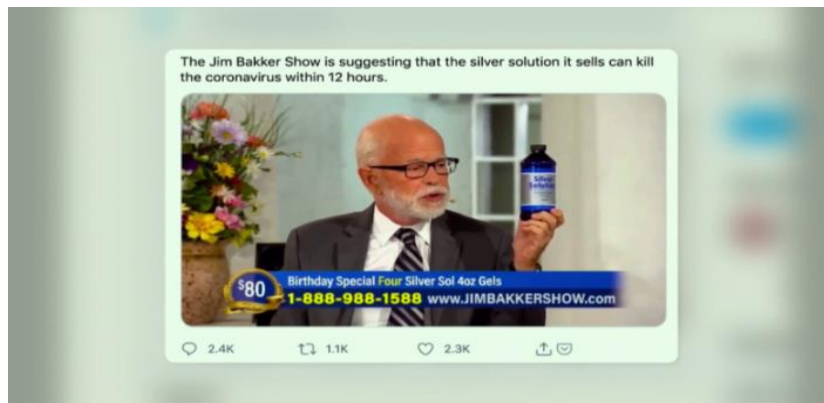 The Jim Bakker Show is suggesting that the silver solution it sells can kill
the coronavirus within 12 hours.
Silver
Solution
$80
Birthday Special Four Silver Sol 4oz Gels
1-888-988-1588 www.JIMBAKKERSHOW.com
2.4K 1.1K 2.3K